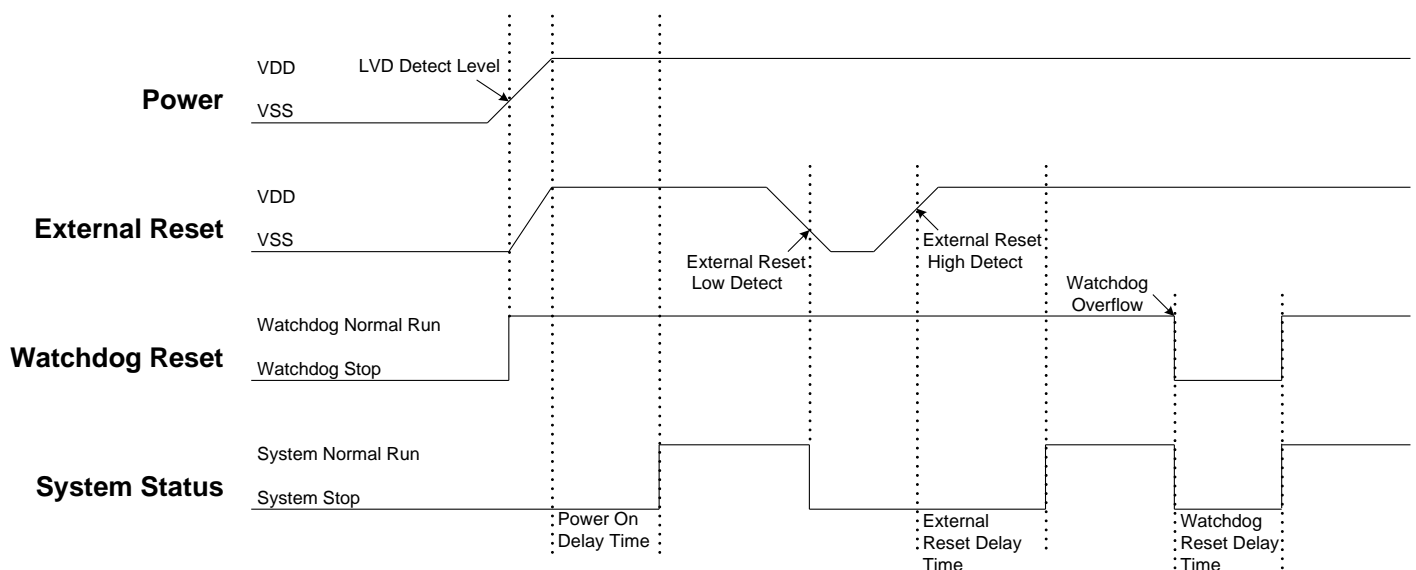 VDD
LVD Detect Level
Power
VSS
VDD
External Reset
VSS
External Reset
Low Detect
External Reset
High Detect
Watchdog
Overflow
Watchdog Normal Run
Watchdog Reset
Watchdog Stop
System Normal Run
System Status
System Stop
Power On
Delay Time
External
Reset Delay
Time
Watchdog
Reset Delay
Time